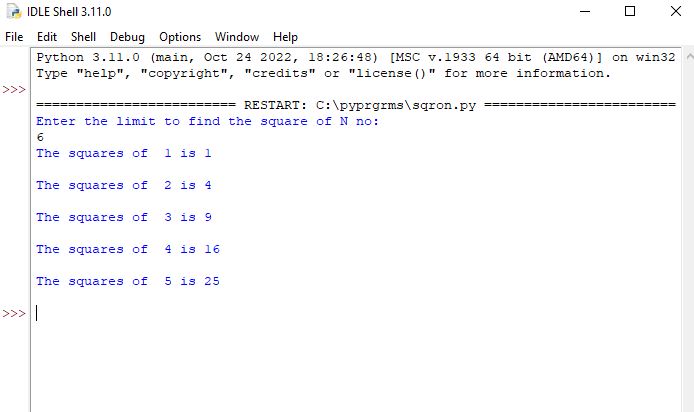 IDLE Shell 3.11.0
File Edit Shell Debug Options Window Help
Python 3.11.0 (main, Oct 24 2022, 18:26:48) [MSC v.1933 64 bit (AMD64)] on win32
Type "help", "copyright", "credits" or "license()" for more information.
>>>
========================= RESTART: C:\pyprgrms\sqron.py ========================
Enter the limit to find the square of N no:
6
The squares of  1 is 1
The squares of  2 is 4
The squares of  3 is 9
The squares of  4 is 16
The squares of  5 is 25
>>>